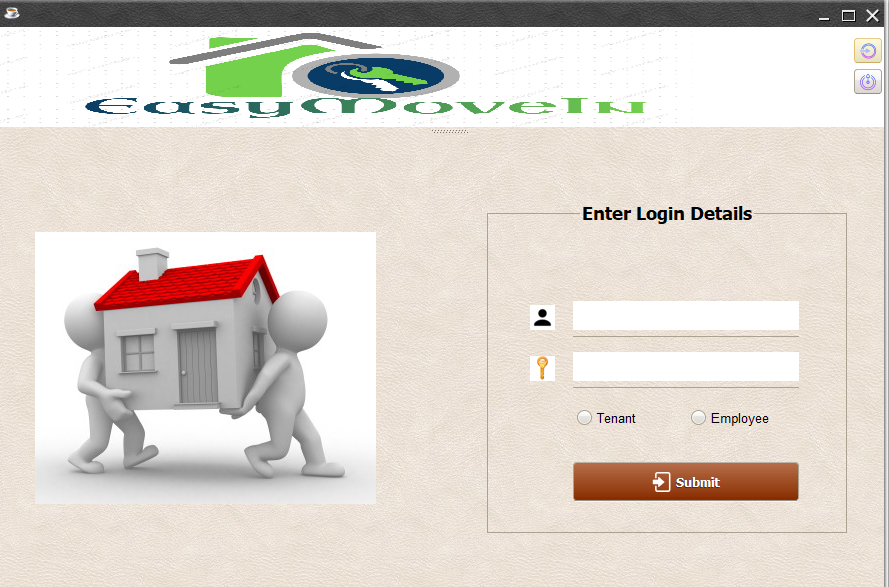 EasyMoveIn
Enter Login Details
Tenant
Employee
Submit